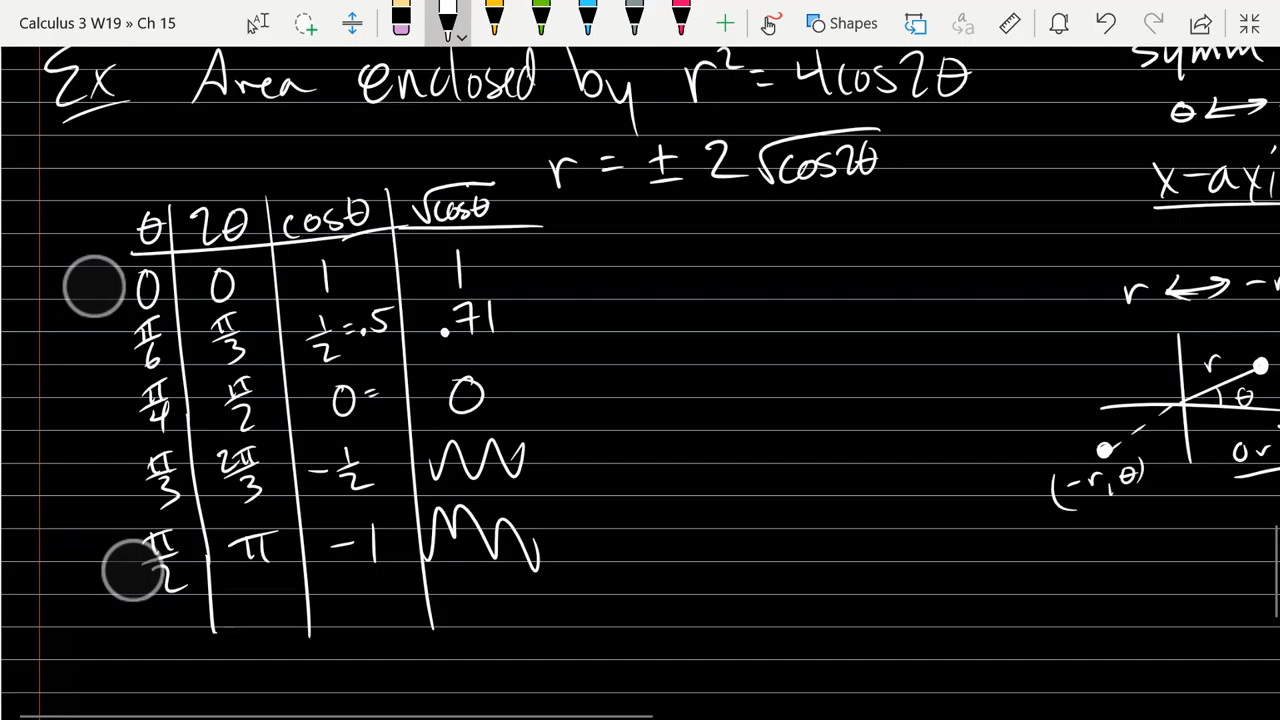 Calculus 3 W19 » Ch 15
Shapes
Ex Area enclosed by r² = 4cos2θ
r = ± 2 √cos2θ
θ 2θ cosθ √cosθ
0 0 1 1
π/6 π/3 1/2 = .5 .71
π/4 π/2 0= 0
π/3 2π/3 -1/2
π/2 π -1
symm
θ ↔
x-axi
r ↔ -r
r
θ
(-r, θ)
or